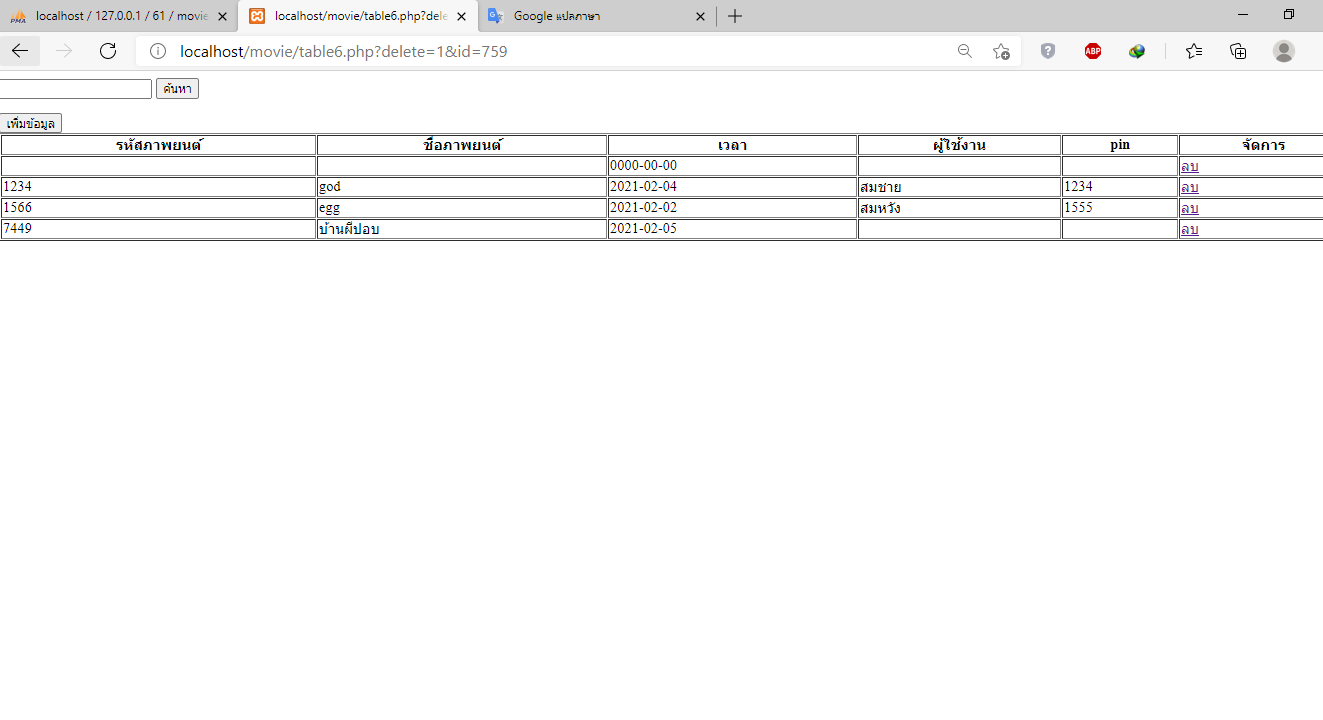 localhost / 127.0.0.1 / 61 / movie
localhost/movie/table6.php?dele
Google แปลภาษา
localhost/movie/table6.php?delete=1&id=759
ABP
ค้นหา
เพิ่มข้อมูล
รหัสภาพยนต์ ชื่อภาพยนต์ เวลา ผู้ใช้งาน pin จัดการ
0000-00-00 ลบ
1234 god 2021-02-04 สมชาย 1234 ลบ
1566 egg 2021-02-02 สมหวัง 1555 ลบ
7449 บ้านผีปอบ 2021-02-05 ลบ